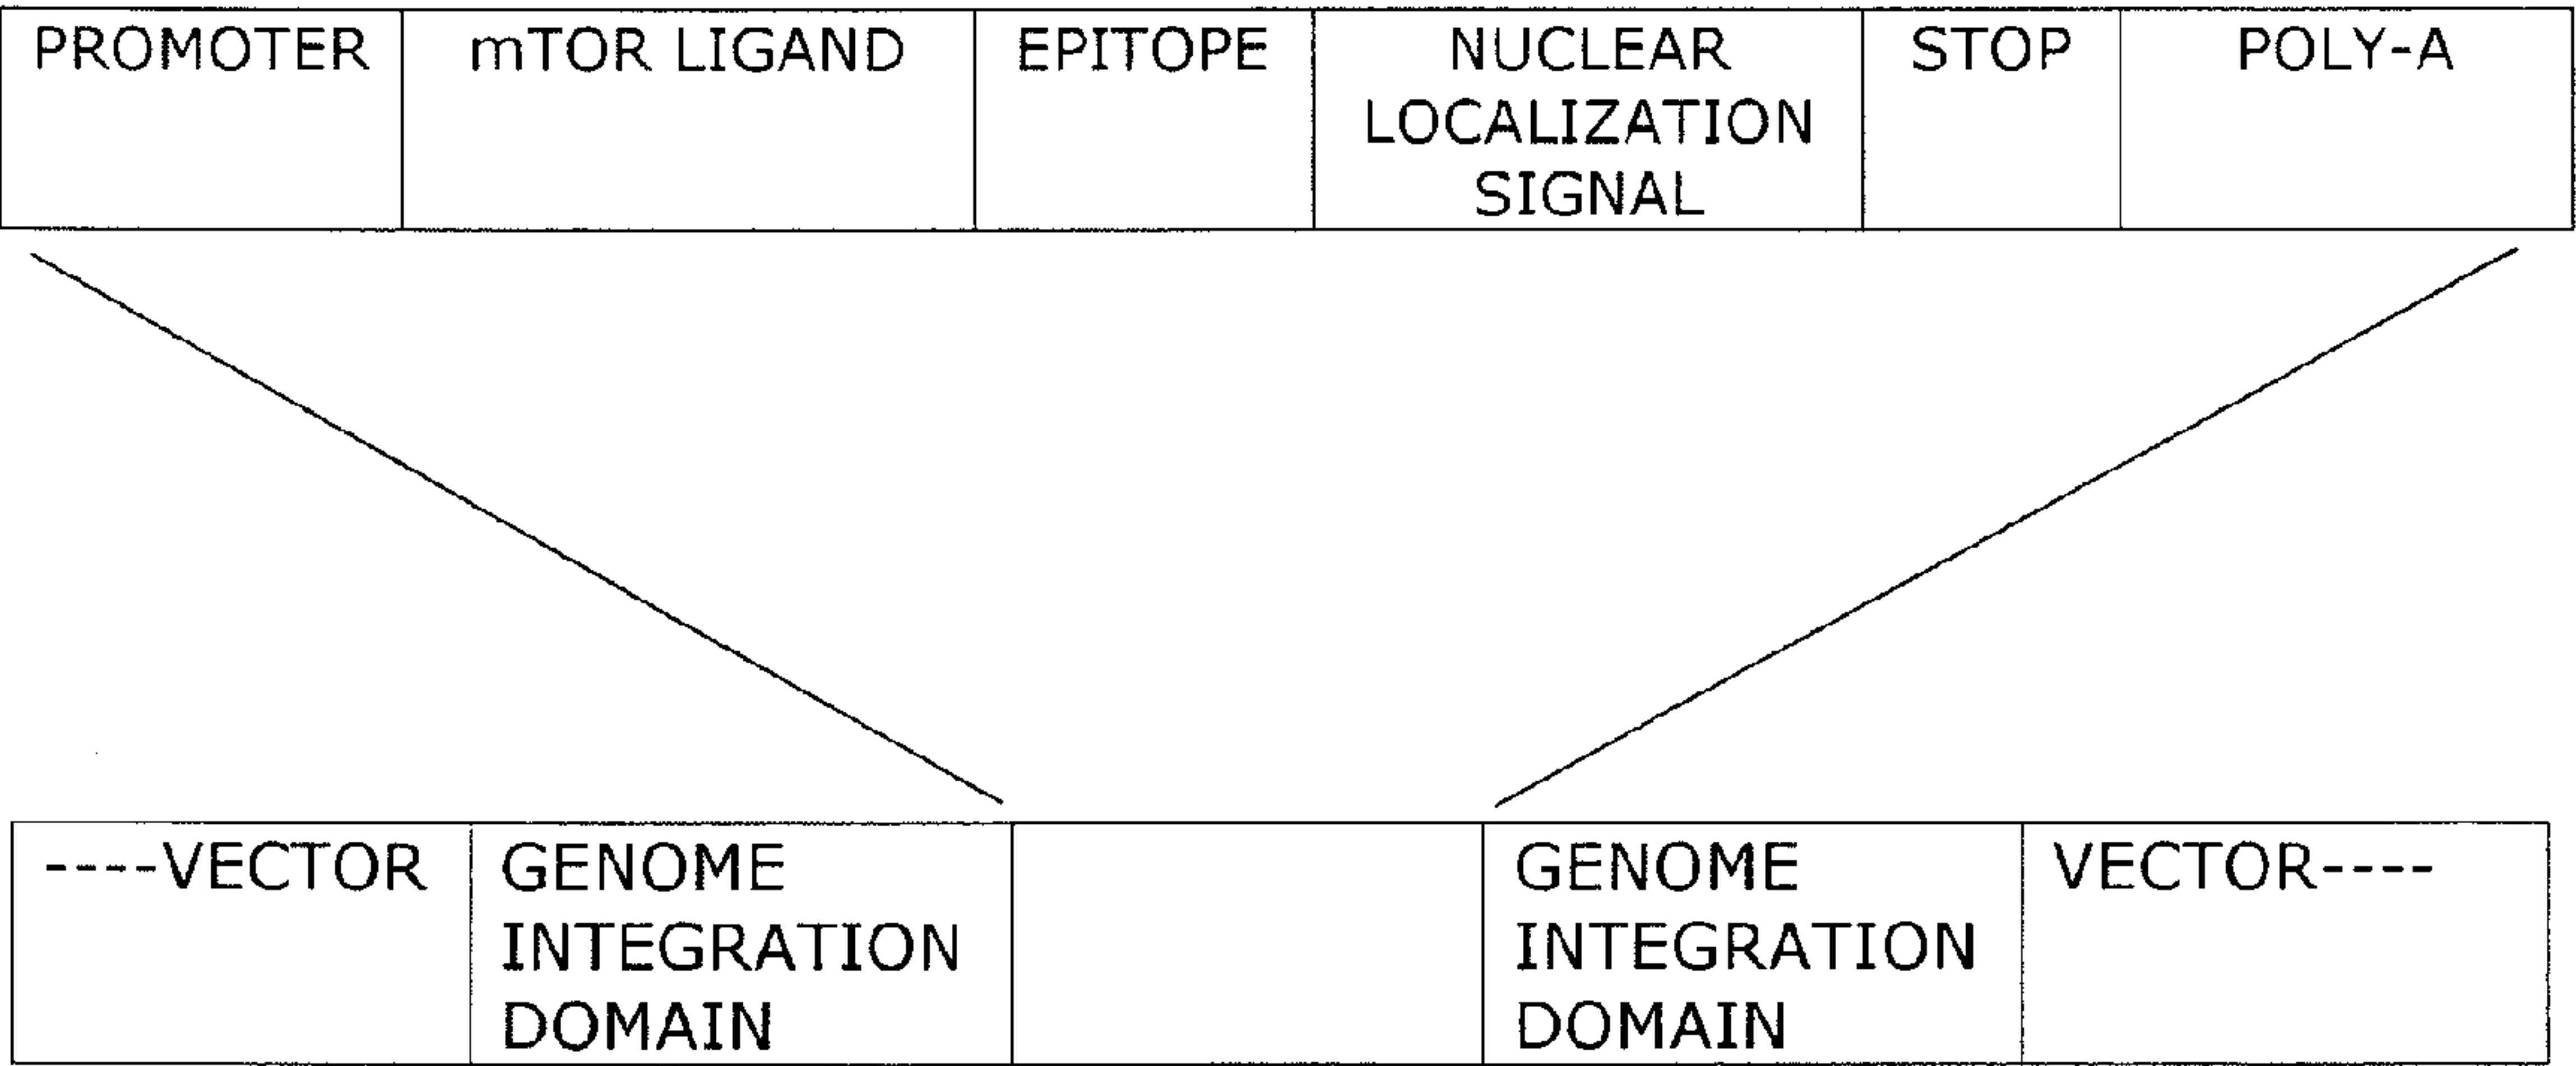 PROMOTER
mTOR LIGAND
EPITOPE
NUCLEAR
LOCALIZATION
SIGNAL
STOP
POLY-A
----VECTOR
GENOME
INTEGRATION
DOMAIN
GENOME
INTEGRATION
DOMAIN
VECTOR----